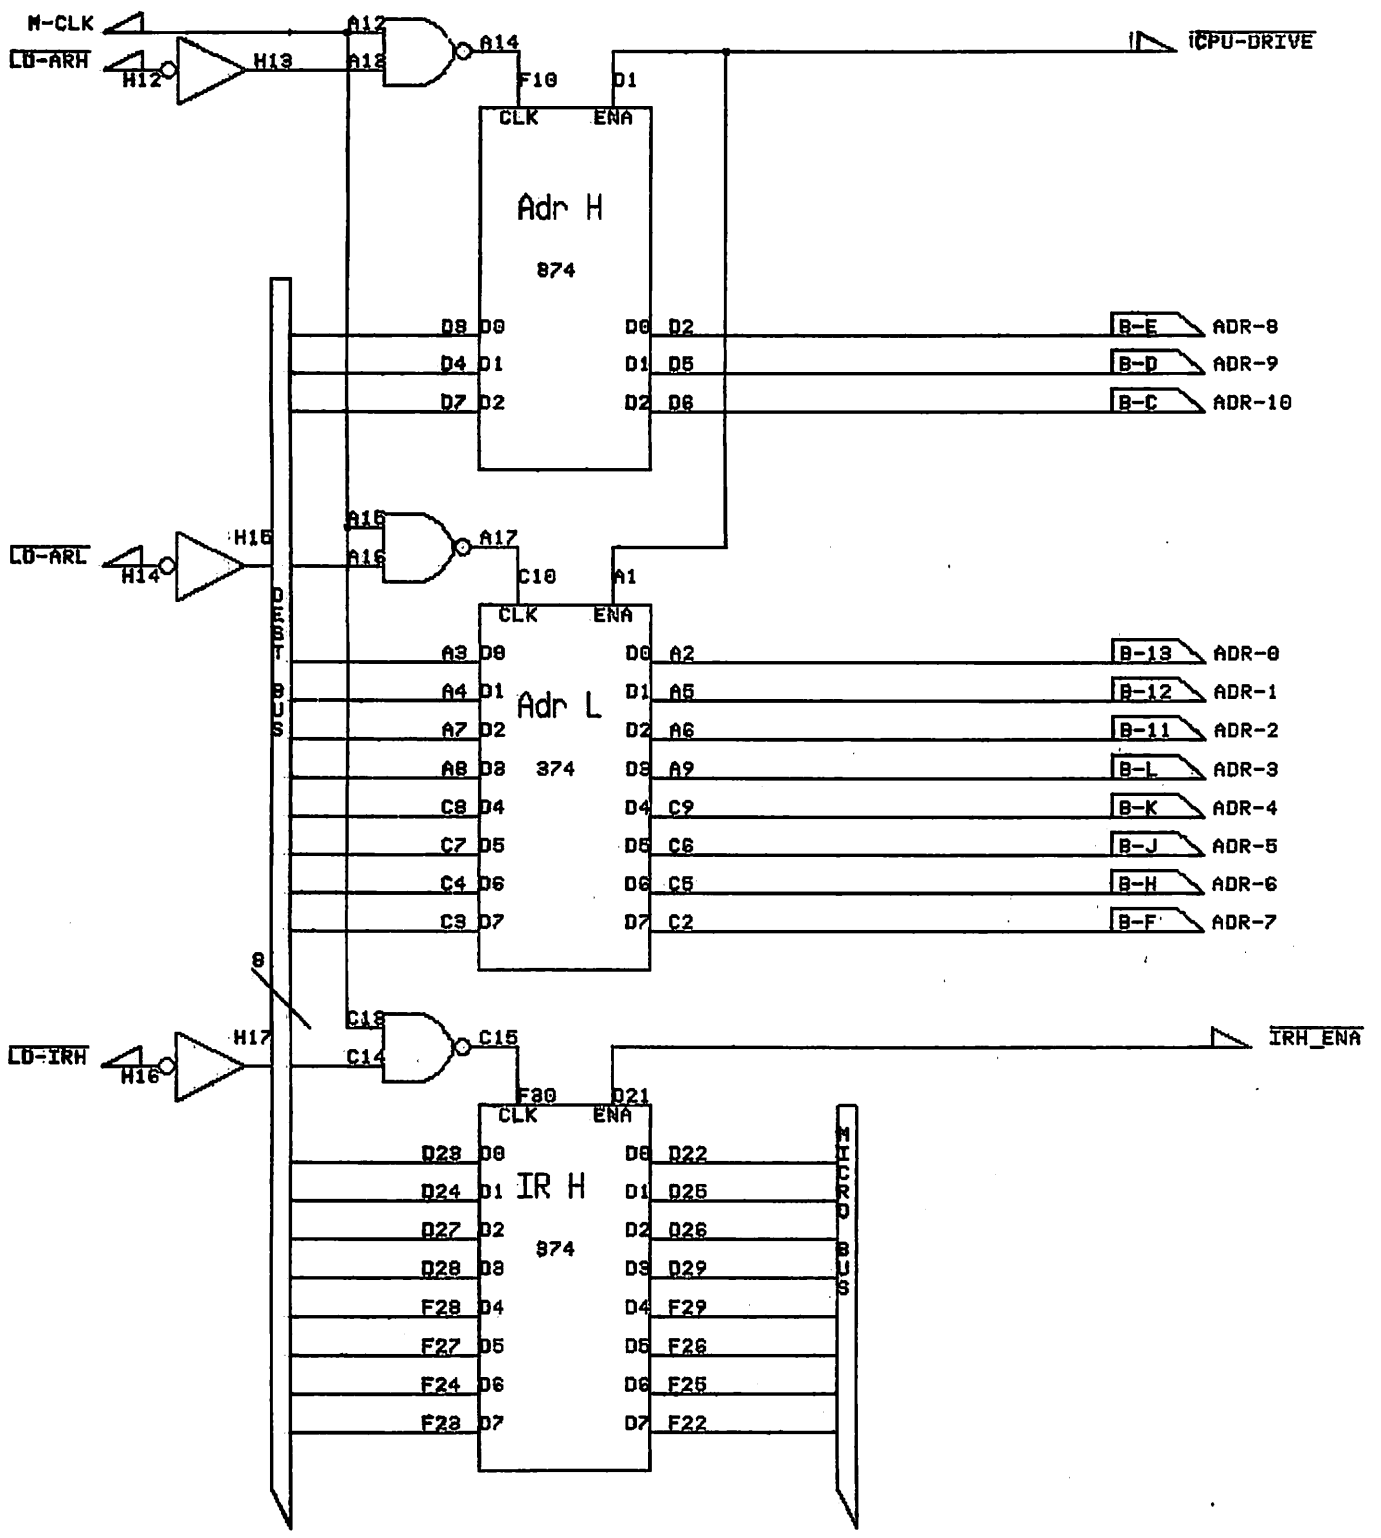 M-CLK
A12
A14
CPU-DRIVE
LD-ARH
H12
H13
A13
F10
D1
CLK ENA
Adr H
374
D3 D0 D0 D2 B-E ADR-8
D4 D1 D1 D5 B-D ADR-9
D7 D2 D2 D6 B-C ADR-10
A15
A17
LD-ARL
H14
H15
A16
C10
A1
CLK ENA
DEST BUS
A3 D0 D0 A2 B-13 ADR-0
A4 D1 D1 A5 B-12 ADR-1
Adr L
A7 D2 D2 A6 B-11 ADR-2
A8 D3 374 D3 A9 B-L ADR-3
C8 D4 D4 C9 B-K ADR-4
C7 D5 D5 C6 B-J ADR-5
C4 D6 D6 C5 B-H ADR-6
C3 D7 D7 C2 B-F ADR-7
8
C13
C15
IRH_ENA
LD-IRH
H16
H17
C14
F30
D21
CLK ENA
MICRO BUS
D23 D0 D0 D22
D24 D1 IR H D1 D25
D27 D2 D2 D26
374
D28 D3 D3 D29
F28 D4 D4 F29
F27 D5 D5 F26
F24 D6 D6 F25
F23 D7 D7 F22